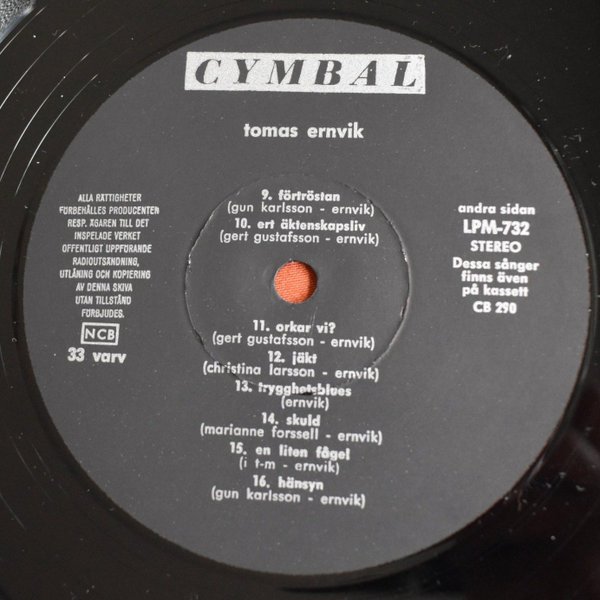 CYMBAL
tomas ernvik
9. förtröstan
(gun karlsson - ernvik)
10. ert äktenskapsliv
(gert gustafsson - ernvik)
ALLA RÄTTIGHETER
FÖRBEHÅLLES PRODUCENTEN
RESP. ÄGAREN TILL DET
INSPELADE VERKET
OFFENTLIGT UPPFÖRANDE
RADIOUTSÄNDNING,
UTLÅNING OCH KOPIERING
AV DENNA SKIVA
UTAN TILLSTÅND
FÖRBJUDES.
NCB
33 varv
andra sidan
LPM-732
STEREO
Dessa sånger
finns även
på kassett
CB 290
11. orkar vi?
(gert gustafsson - ernvik)
12. jäkt
(christina larsson - ernvik)
13. trygghetsblues
(ernvik)
14. skuld
(marianne forssell - ernvik)
15. en liten fågel
(i t-m - ernvik)
16. hänsyn
(gun karlsson - ernvik)